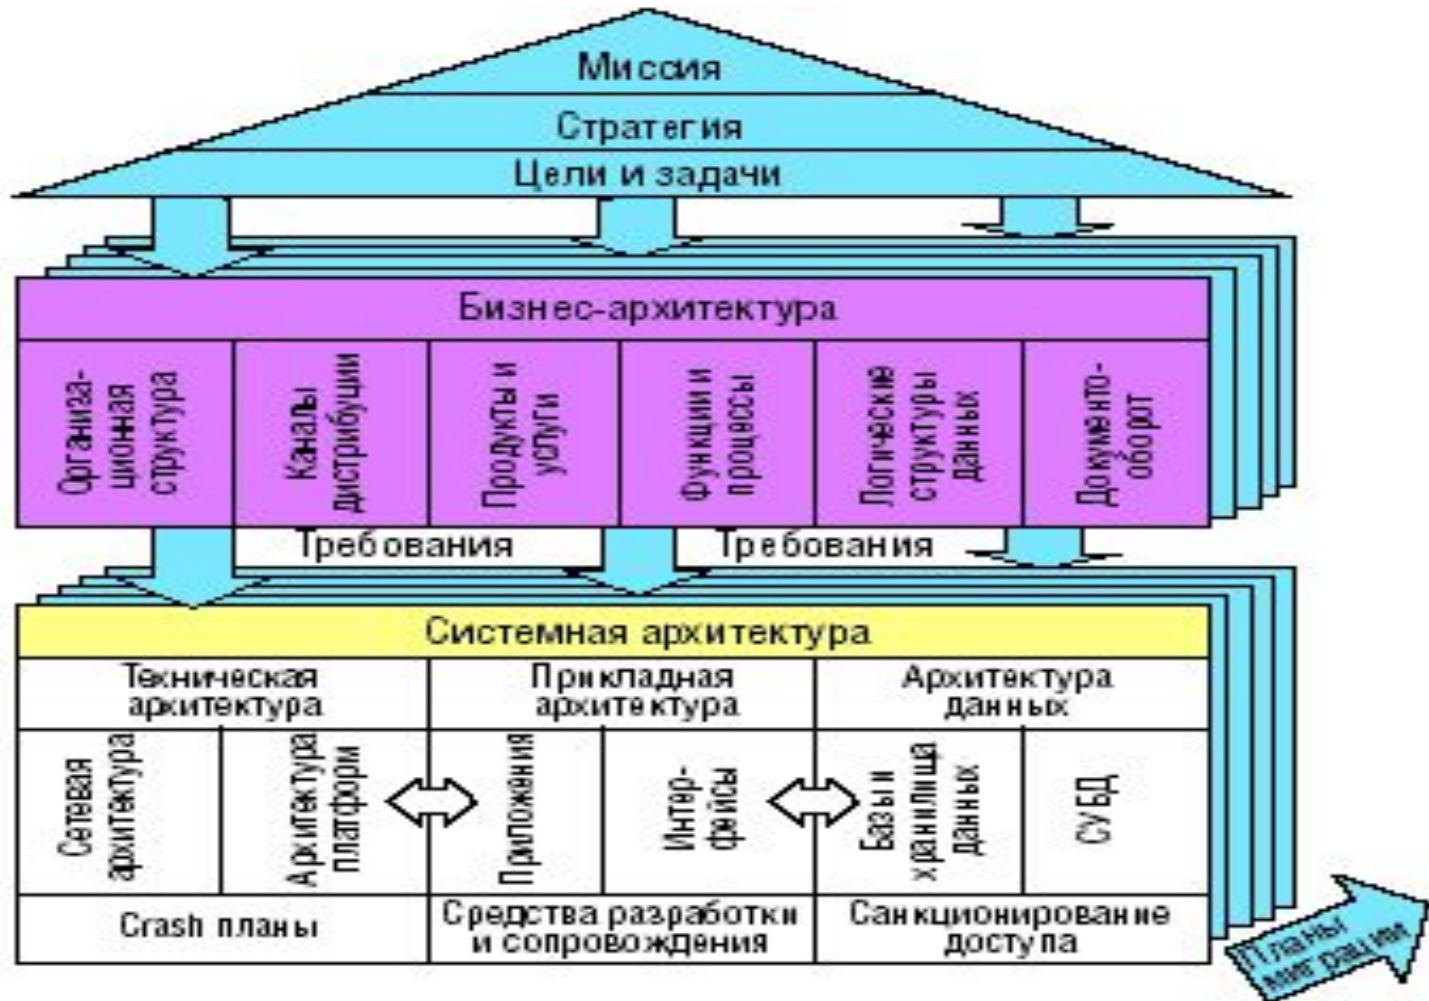 Миссия
Стратегия
Цели и задачи
Бизнес-архитектура
Организа-
ционная
структура
Каналы
дистрибуции
Продукты и
услуги
Функции и
процессы
Логические
структуры
данных
Документо-
оборот
Требования
Требования
Системная архитектура
Техническая
архитектура
Прикладная
архитектура
Архитектура
данных
Сетевая
архитектура
Архитектура
платформ
Приложения
Интер-
фейсы
Базы и
хранилища
данных
СУБД
Crash планы
Средства разработки
и сопровождения
Санкционирование
доступа
Планы
миграции